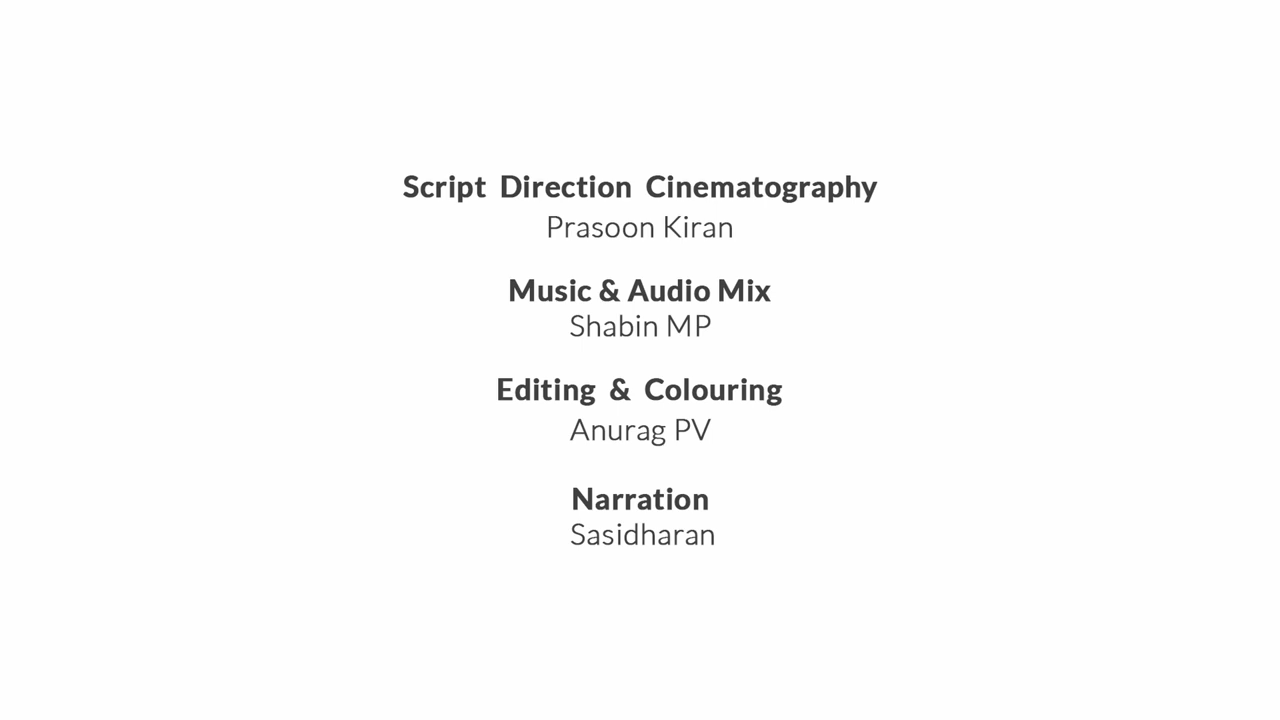 Script Direction Cinematography
Prasoon Kiran
Music & Audio Mix
Shabin MP
Editing & Colouring
Anurag PV
Narration
Sasidharan